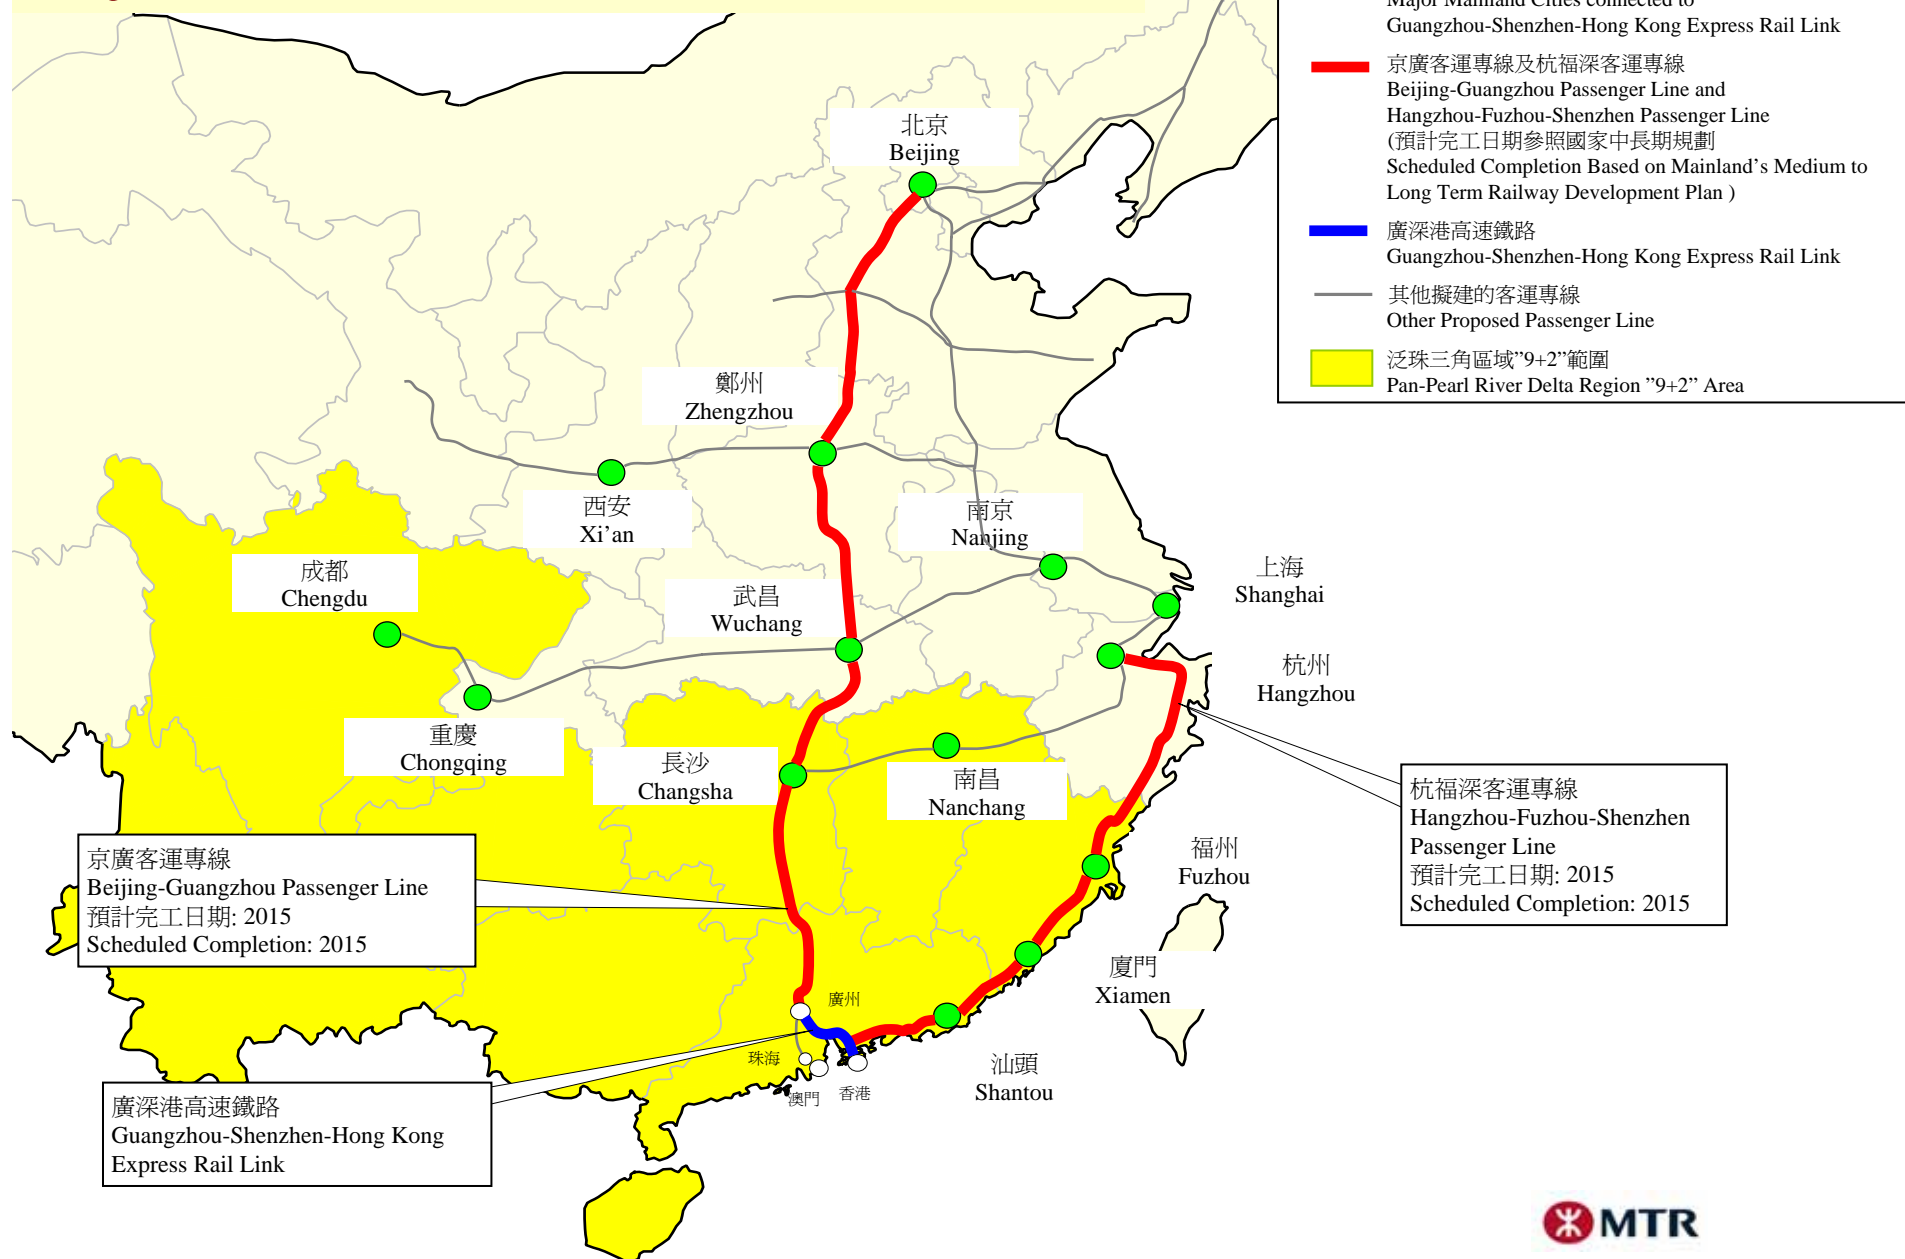 Major Mainland Cities connected to
Guangzhou-Shenzhen-Hong Kong Express Rail Link
京廣客運專線及杭福深客運專線
Beijing-Guangzhou Passenger Line and
Hangzhou-Fuzhou-Shenzhen Passenger Line
(預計完工日期參照國家中長期規劃
Scheduled Completion Based on Mainland’s Medium to
Long Term Railway Development Plan )
廣深港高速鐵路
Guangzhou-Shenzhen-Hong Kong Express Rail Link
其他擬建的客運專線
Other Proposed Passenger Line
泛珠三角區域”9+2”範圍
Pan-Pearl River Delta Region ”9+2” Area
北京
Beijing
鄭州
Zhengzhou
西安
Xi’an
南京
Nanjing
成都
Chengdu
武昌
Wuchang
上海
Shanghai
杭州
Hangzhou
重慶
Chongqing
長沙
Changsha
南昌
Nanchang
杭福深客運專線
Hangzhou-Fuzhou-Shenzhen
Passenger Line
預計完工日期: 2015
Scheduled Completion: 2015
京廣客運專線
Beijing-Guangzhou Passenger Line
預計完工日期: 2015
Scheduled Completion: 2015
福州
Fuzhou
廈門
Xiamen
廣州
珠海
澳門
香港
汕頭
Shantou
廣深港高速鐵路
Guangzhou-Shenzhen-Hong Kong
Express Rail Link
MTR